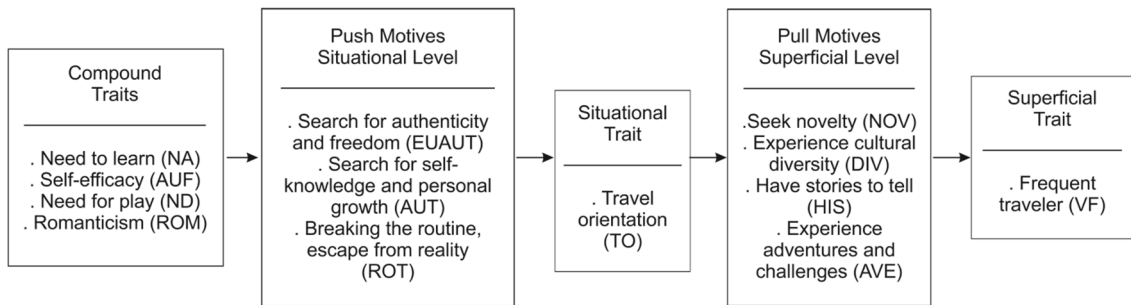 Compound
Traits
. Need to learn (NA)
. Self-efficacy (AUF)
. Need for play (ND)
. Romanticism (ROM)
Push Motives
Situational Level
. Search for authenticity
and freedom (EUAUT)
. Search for self-
knowledge and personal
growth (AUT)
. Breaking the routine,
escape from reality
(ROT)
Situational
Trait
. Travel
orientation
(TO)
Pull Motives
Superficial Level
.Seek novelty (NOV)
. Experience cultural
diversity (DIV)
. Have stories to tell
(HIS)
. Experience
adventures and
challenges (AVE)
Superficial
Trait
. Frequent
traveler (VF)